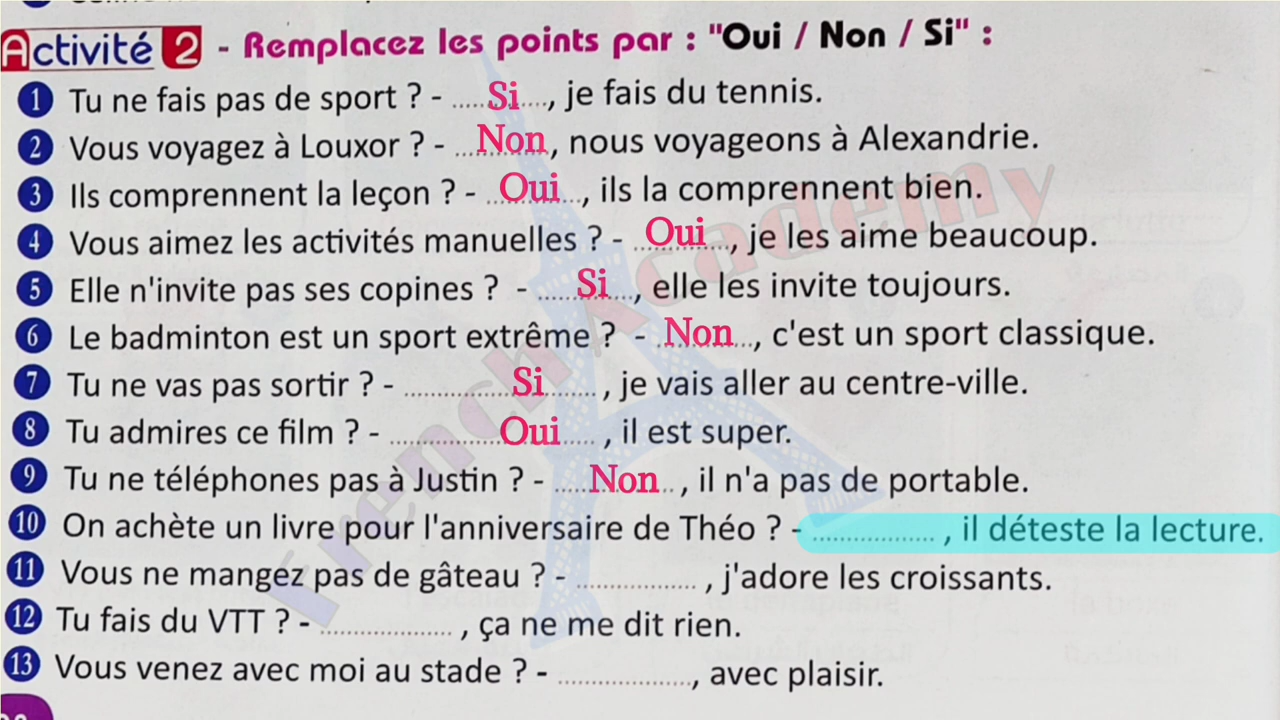 Activité 2 - Remplacez les points par : "Oui / Non / Si" :
1 Tu ne fais pas de sport ? - .....Si...., je fais du tennis.
2 Vous voyagez à Louxor ? - ...Non., nous voyageons à Alexandrie.
3 Ils comprennent la leçon ? - ..Oui..., ils la comprennent bien.
4 Vous aimez les activités manuelles ? - ..Oui..., je les aime beaucoup.
5 Elle n'invite pas ses copines ? - ......Si...., elle les invite toujours.
6 Le badminton est un sport extrême ? - .Non..., c'est un sport classique.
7 Tu ne vas pas sortir ? - .................Si........ , je vais aller au centre-ville.
8 Tu admires ce film ? - .................Oui..... , il est super.
9 Tu ne téléphones pas à Justin ? - .....Non.. , il n'a pas de portable.
10 On achète un livre pour l'anniversaire de Théo ? - .................. , il déteste la lecture.
11 Vous ne mangez pas de gâteau ? - .................. , j'adore les croissants.
12 Tu fais du VTT ? - .................... , ça ne me dit rien.
13 Vous venez avec moi au stade ? - ...................., avec plaisir.
French Academy